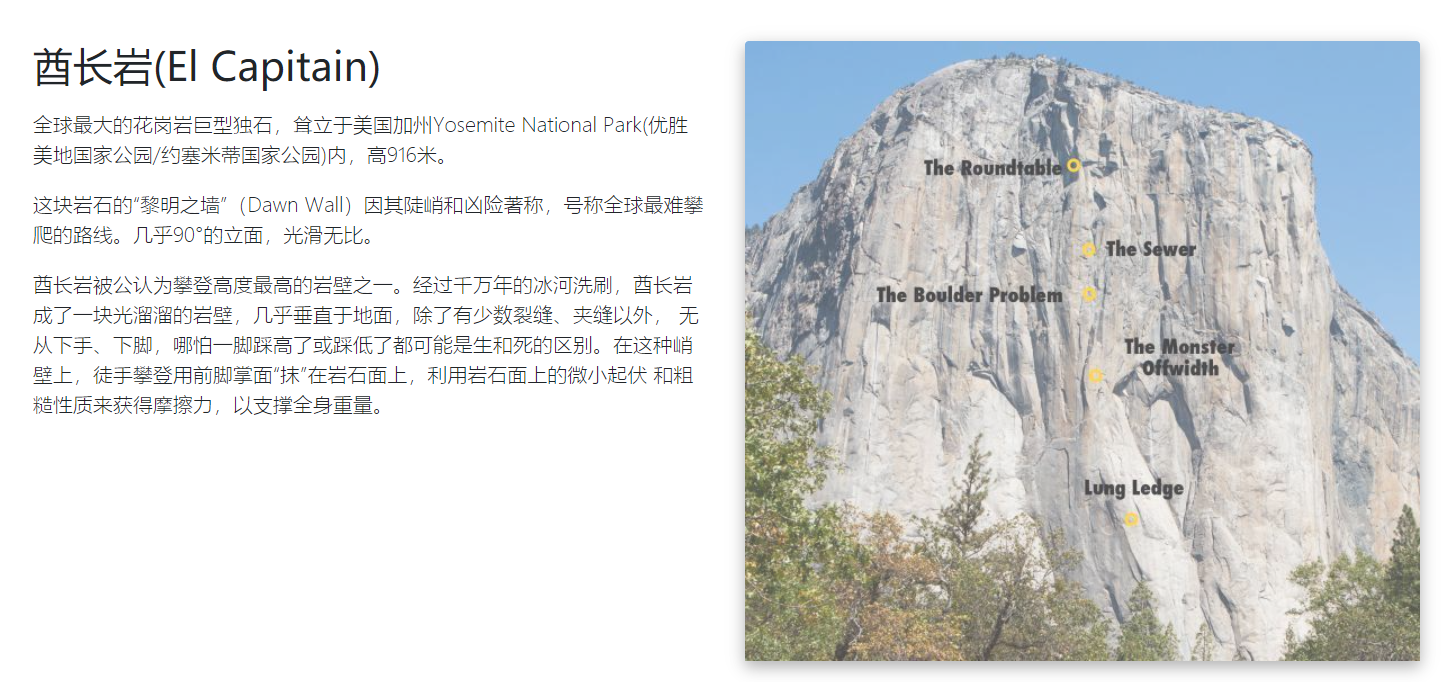 酋长岩(El Capitain)
全球最大的花岗岩巨型独石，耸立于美国加州Yosemite National Park(优胜
美地国家公园/约塞米蒂国家公园)内，高916米。
这块岩石的“黎明之墙”（Dawn Wall）因其陡峭和凶险著称，号称全球最难攀
爬的路线。几乎90°的立面，光滑无比。
酋长岩被公认为攀登高度最高的岩壁之一。经过千万年的冰河洗刷，酋长岩
成了一块光溜溜的岩壁，几乎垂直于地面，除了有少数裂缝、夹缝以外， 无
从下手、下脚，哪怕一脚踩高了或踩低了都可能是生和死的区别。在这种峭
壁上，徒手攀登用前脚掌面“抹”在岩石面上，利用岩石面上的微小起伏 和粗
糙性质来获得摩擦力，以支撑全身重量。
The Roundtable
The Sewer
The Boulder Problem
The Monster
Offwidth
Lung Ledge